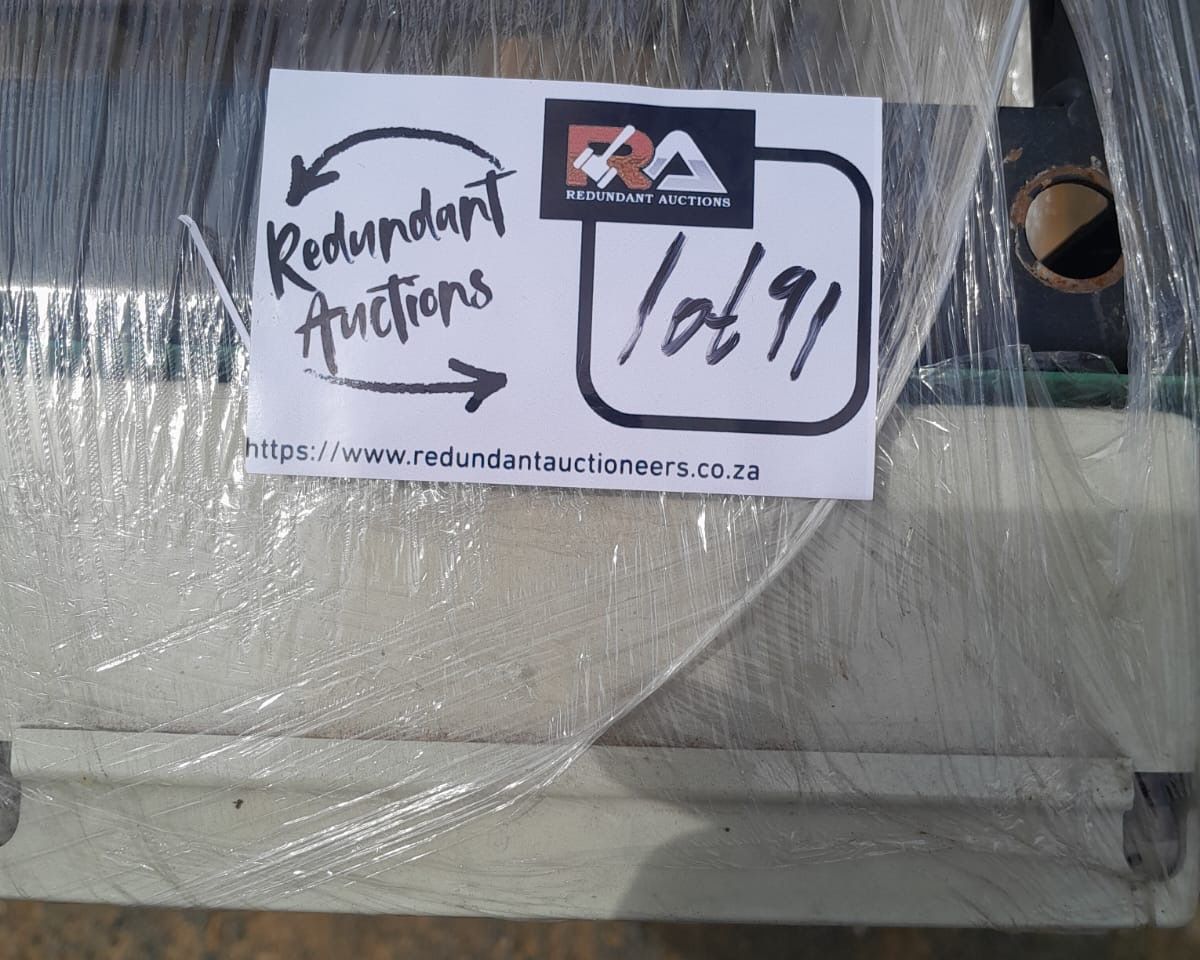 Redundant
Auctions
RA
REDUNDANT AUCTIONS
lot 91
https://www.redundantauctioneers.co.za